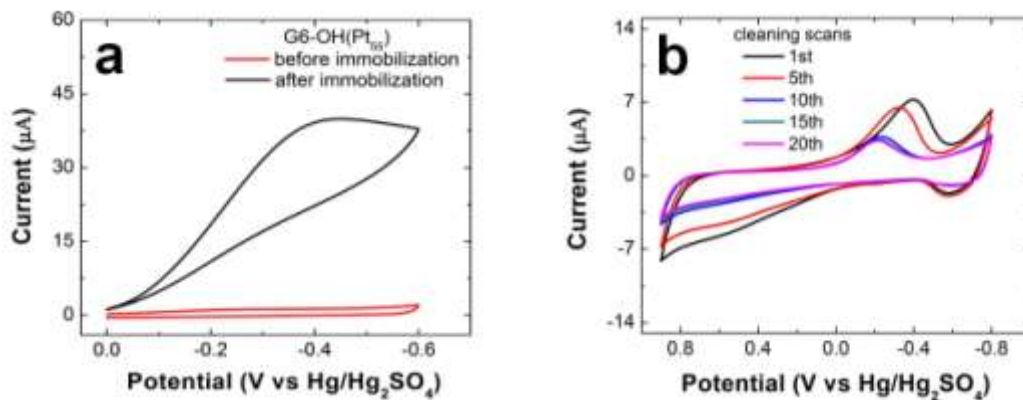 a
G6-OH(Pt55)
before immobilization
after immobilization
60
45
30
15
0
Current (µA)
0.0 -0.2 -0.4 -0.6
Potential (V vs Hg/Hg2SO4)
b
cleaning scans
1st
5th
10th
15th
20th
14
7
0
-7
-14
Current (µA)
0.8 0.4 0.0 -0.4 -0.8
Potential (V vs Hg/Hg2SO4)